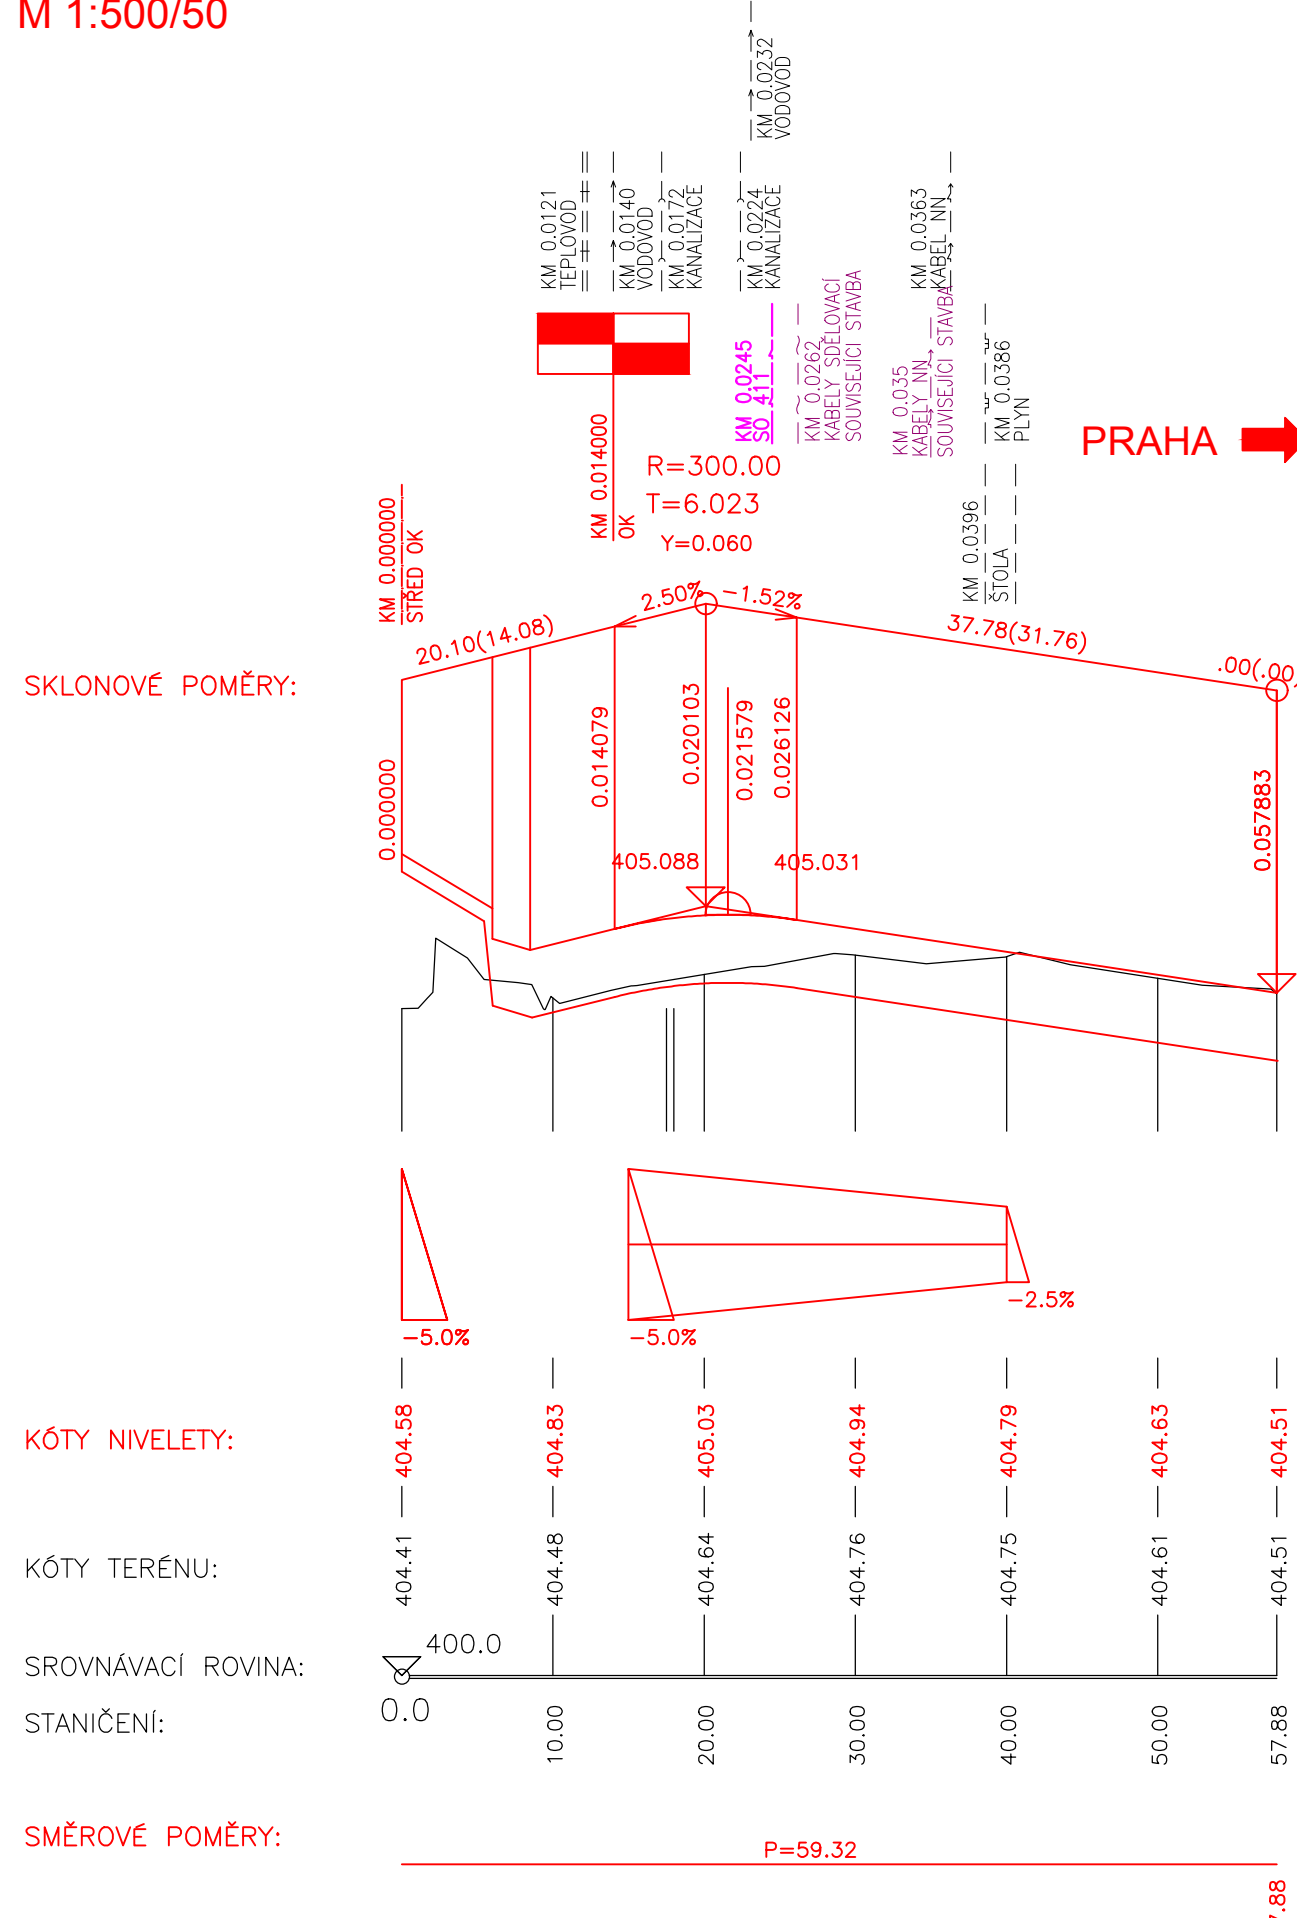 M 1:500/50
KM 0.0232
VODOVOD
KM 0.0121
TEPLOVOD
KM 0.0140
VODOVOD
KM 0.0172
KANALIZACE
KM 0.0224
KANALIZACE
KM 0.0363
KABEL NN
KM 0.0245
SO 411
KM 0.0262
KABELY SDĚLOVACÍ
SOUVISEJÍCI STAVBA
KM 0.035
KABELY NN
SOUVISEJÍCI STAVBA
KM 0.0386
PLYN
PRAHA
KM 0.014000
OK
R=300.00
T=6.023
Y=0.060
KM 0.000000
STŘED OK
KM 0.0396
ŠTOLA
20.10(14.08)
2.50%
-1.52%
37.78(31.76)
.00(.00)
SKLONOVÉ POMĚRY:
0.000000
0.014079
0.020103
0.021579
0.026126
0.057883
405.088
405.031
-5.0%
-5.0%
-2.5%
KÓTY NIVELETY:
404.58
404.83
405.03
404.94
404.79
404.63
404.51
KÓTY TERÉNU:
404.41
404.48
404.64
404.76
404.75
404.61
404.51
SROVNÁVACÍ ROVINA:
400.0
STANIČENÍ:
0.0
10.00
20.00
30.00
40.00
50.00
57.88
SMĚROVÉ POMĚRY:
P=59.32
7.88